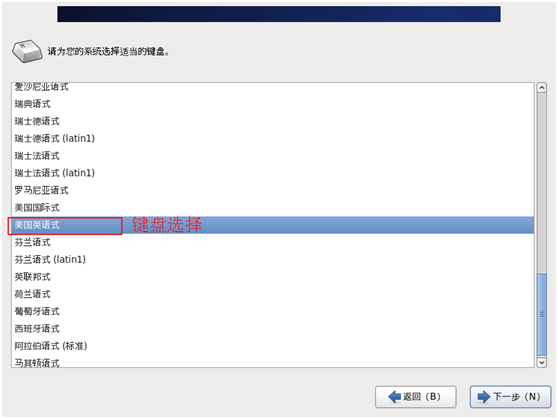 请为您的系统选择适当的键盘。
爱沙尼亚语式
瑞典语式
瑞士德语式
瑞士德语式 (latin1)
瑞士法语式
瑞士法语式 (latin1)
罗马尼亚语式
美国国际式
美国英语式 键盘选择
芬兰语式
芬兰语式 (latin1)
英联邦式
荷兰语式
葡萄牙语式
西班牙语式
阿拉伯语式 (标准)
马其顿语式
返回（B） 下一步（N）